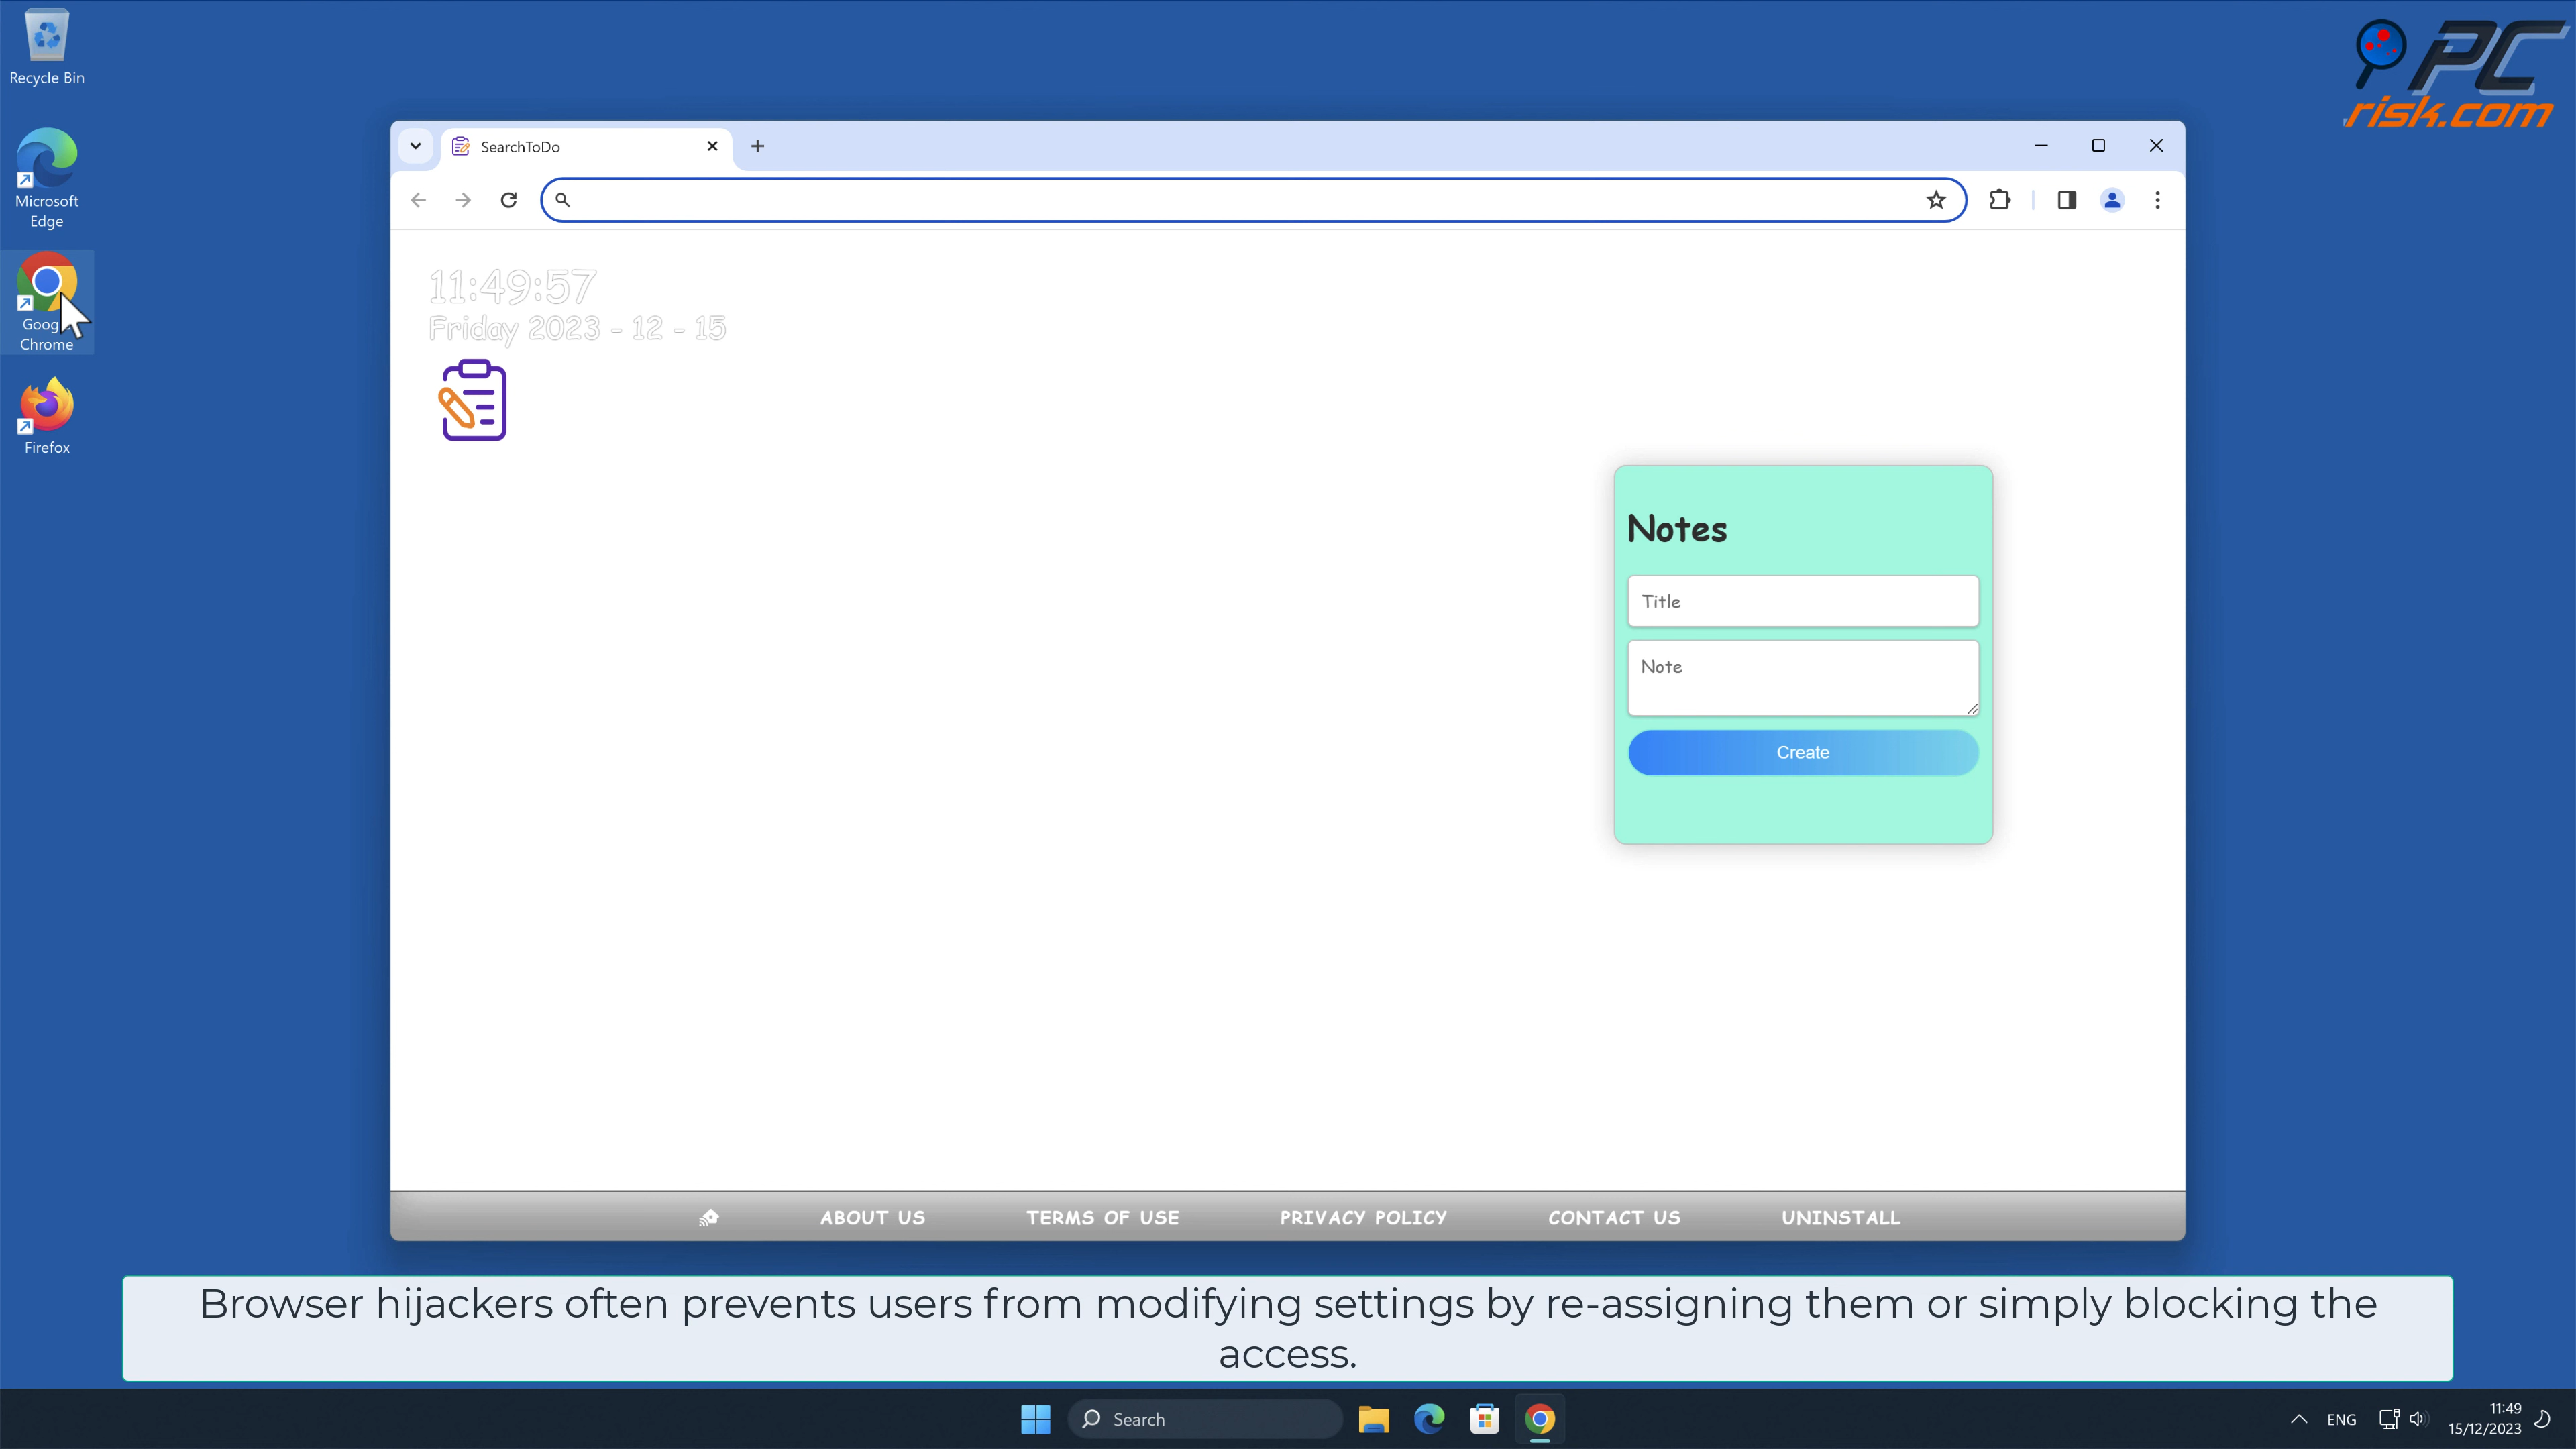 Recycle Bin
PC
risk.com
SearchToDo
Microsoft
Edge
11:49:57
Friday 2023 - 12 - 15
Chrome
Firefox
Notes
Title
Note
Create
ABOUT US
TERMS OF USE
PRIVACY POLICY
CONTACT US
UNINSTALL
Browser hijackers often prevents users from modifying settings by re-assigning them or simply blocking the
access.
Search
ENG
11:49
15/12/2023